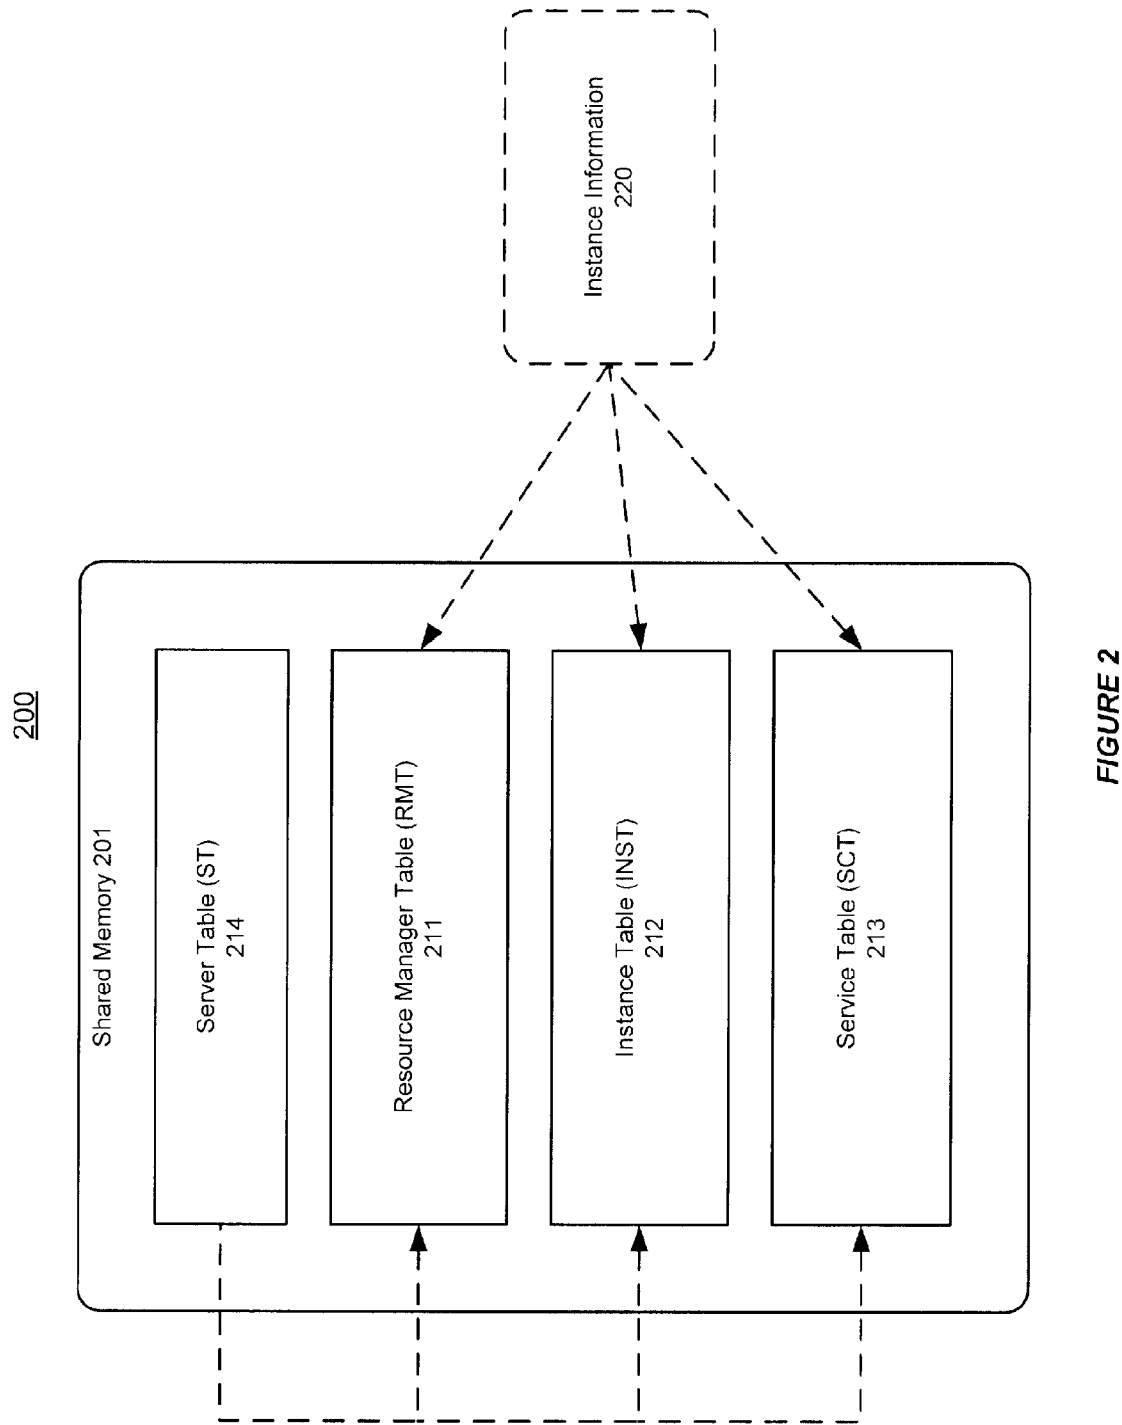 200
Shared Memory 201
Server Table (ST)
214
Resource Manager Table (RMT)
211
Instance Table (INST)
212
Service Table (SCT)
213
Instance Information
220
FIGURE 2